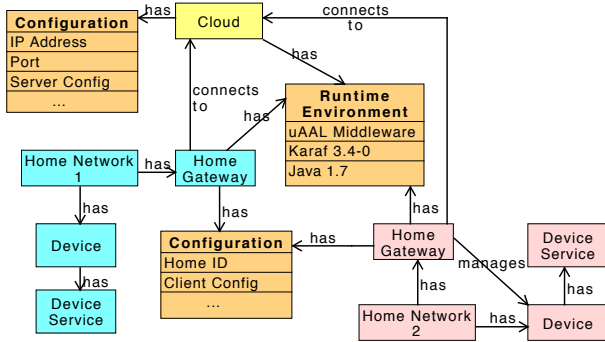 Configuration
IP Address
Port
Server Config
...
has
Cloud
connects
to
has
connects
to
has
Runtime
Environment
uAAL Middleware
Karaf 3.4-0
Java 1.7
Home Network
1
has
Home
Gateway
has
has
has
Device
has
Device
Service
Configuration
Home ID
Client Config
...
has
Home
Gateway
manages
Device
Service
has
has
Home Network
2
has
Device